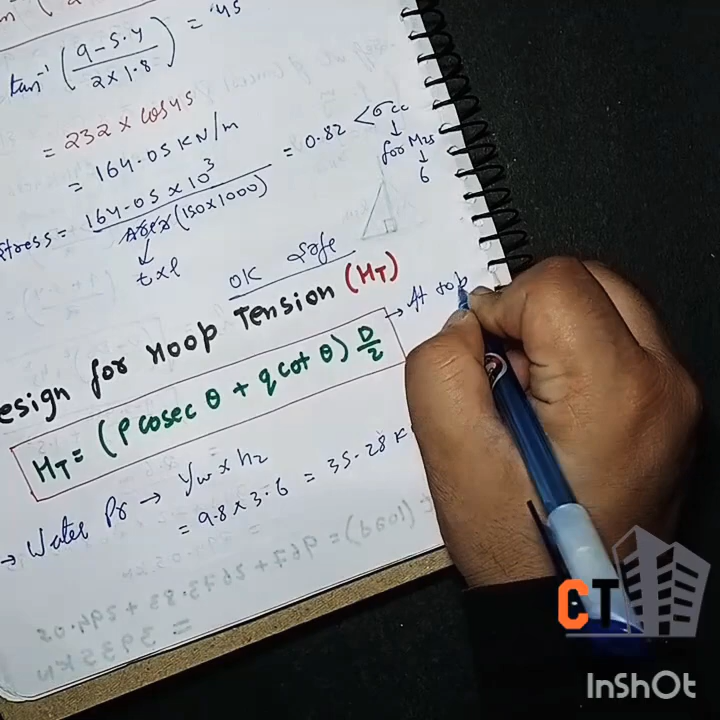 tan⁻¹ (9-5.4 / 2×1.8) = 45
= 232 × cos45
= 164.05 KN/m
Stress = 164.05 × 10³ / Area (150×1000) = 0.82 < σcc
↓
for M25
↓
6
↓
t×l
OK Safe
esign for Hoop Tension (HT)
HT = (P cosec θ + q cot θ) D/2
→ At top
→ Water Pr → γw × h2
= 9.8 × 3.6 = 35.28 K
CT
InShOt